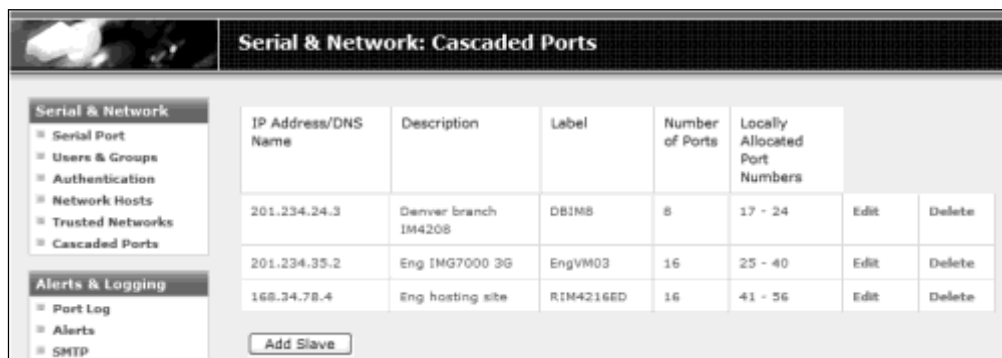 Serial & Network: Cascaded Ports
Serial & Network
Serial Port
Users & Groups
Authentication
Network Hosts
Trusted Networks
Cascaded Ports
Alerts & Logging
Port Log
Alerts
SMTP
IP Address/DNS Name Description Label Number of Ports Locally Allocated Port Numbers
201.234.24.3 Denver branch IM4208 DBIM8 8 17 - 24 Edit Delete
201.234.35.2 Eng IMG7000 3G EngVM03 16 25 - 40 Edit Delete
168.34.78.4 Eng hosting site RIM4216ED 16 41 - 56 Edit Delete
Add Slave